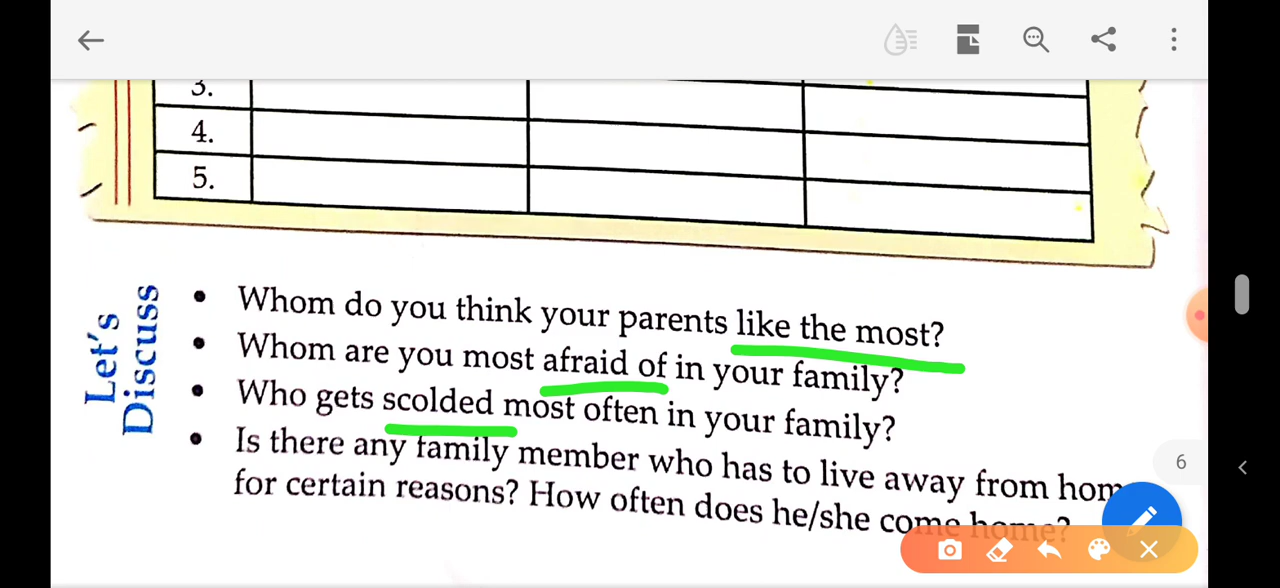 3.
4.
5.
Let's
Discuss
• Whom do you think your parents like the most?
• Whom are you most afraid of in your family?
• Who gets scolded most often in your family?
• Is there any family member who has to live away from hom
for certain reasons? How often does he/she come home?
6